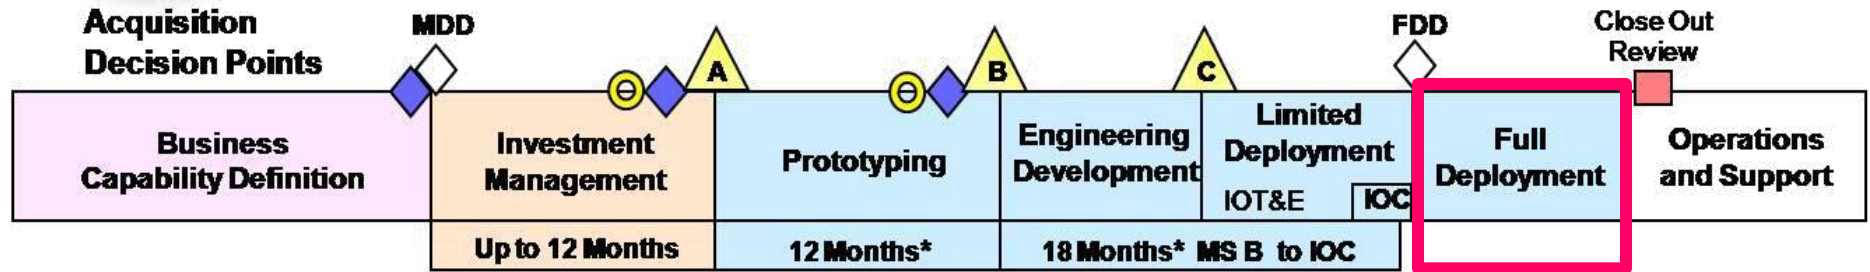 Acquisition
Decision Points
MDD
A
B
C
FDD
Close Out
Review
Business
Capability Definition
Investment
Management
Prototyping
Engineering
Development
Limited
Deployment
IOT&E
IOC
Full
Deployment
Operations
and Support
Up to 12 Months
12 Months*
18 Months* MS B to IOC